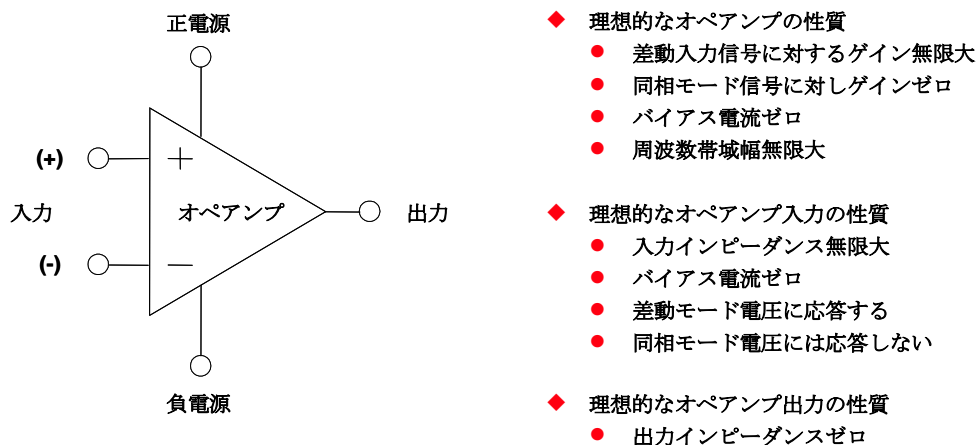 正電源
(+)
+
入力
オペアンプ
出力
(-)
−
負電源
◆ 理想的なオペアンプの性質
● 差動入力信号に対するゲイン無限大
● 同相モード信号に対しゲインゼロ
● バイアス電流ゼロ
● 周波数帯域幅無限大
◆ 理想的なオペアンプ入力の性質
● 入力インピーダンス無限大
● バイアス電流ゼロ
● 差動モード電圧に応答する
● 同相モード電圧には応答しない
◆ 理想的なオペアンプ出力の性質
● 出力インピーダンスゼロ